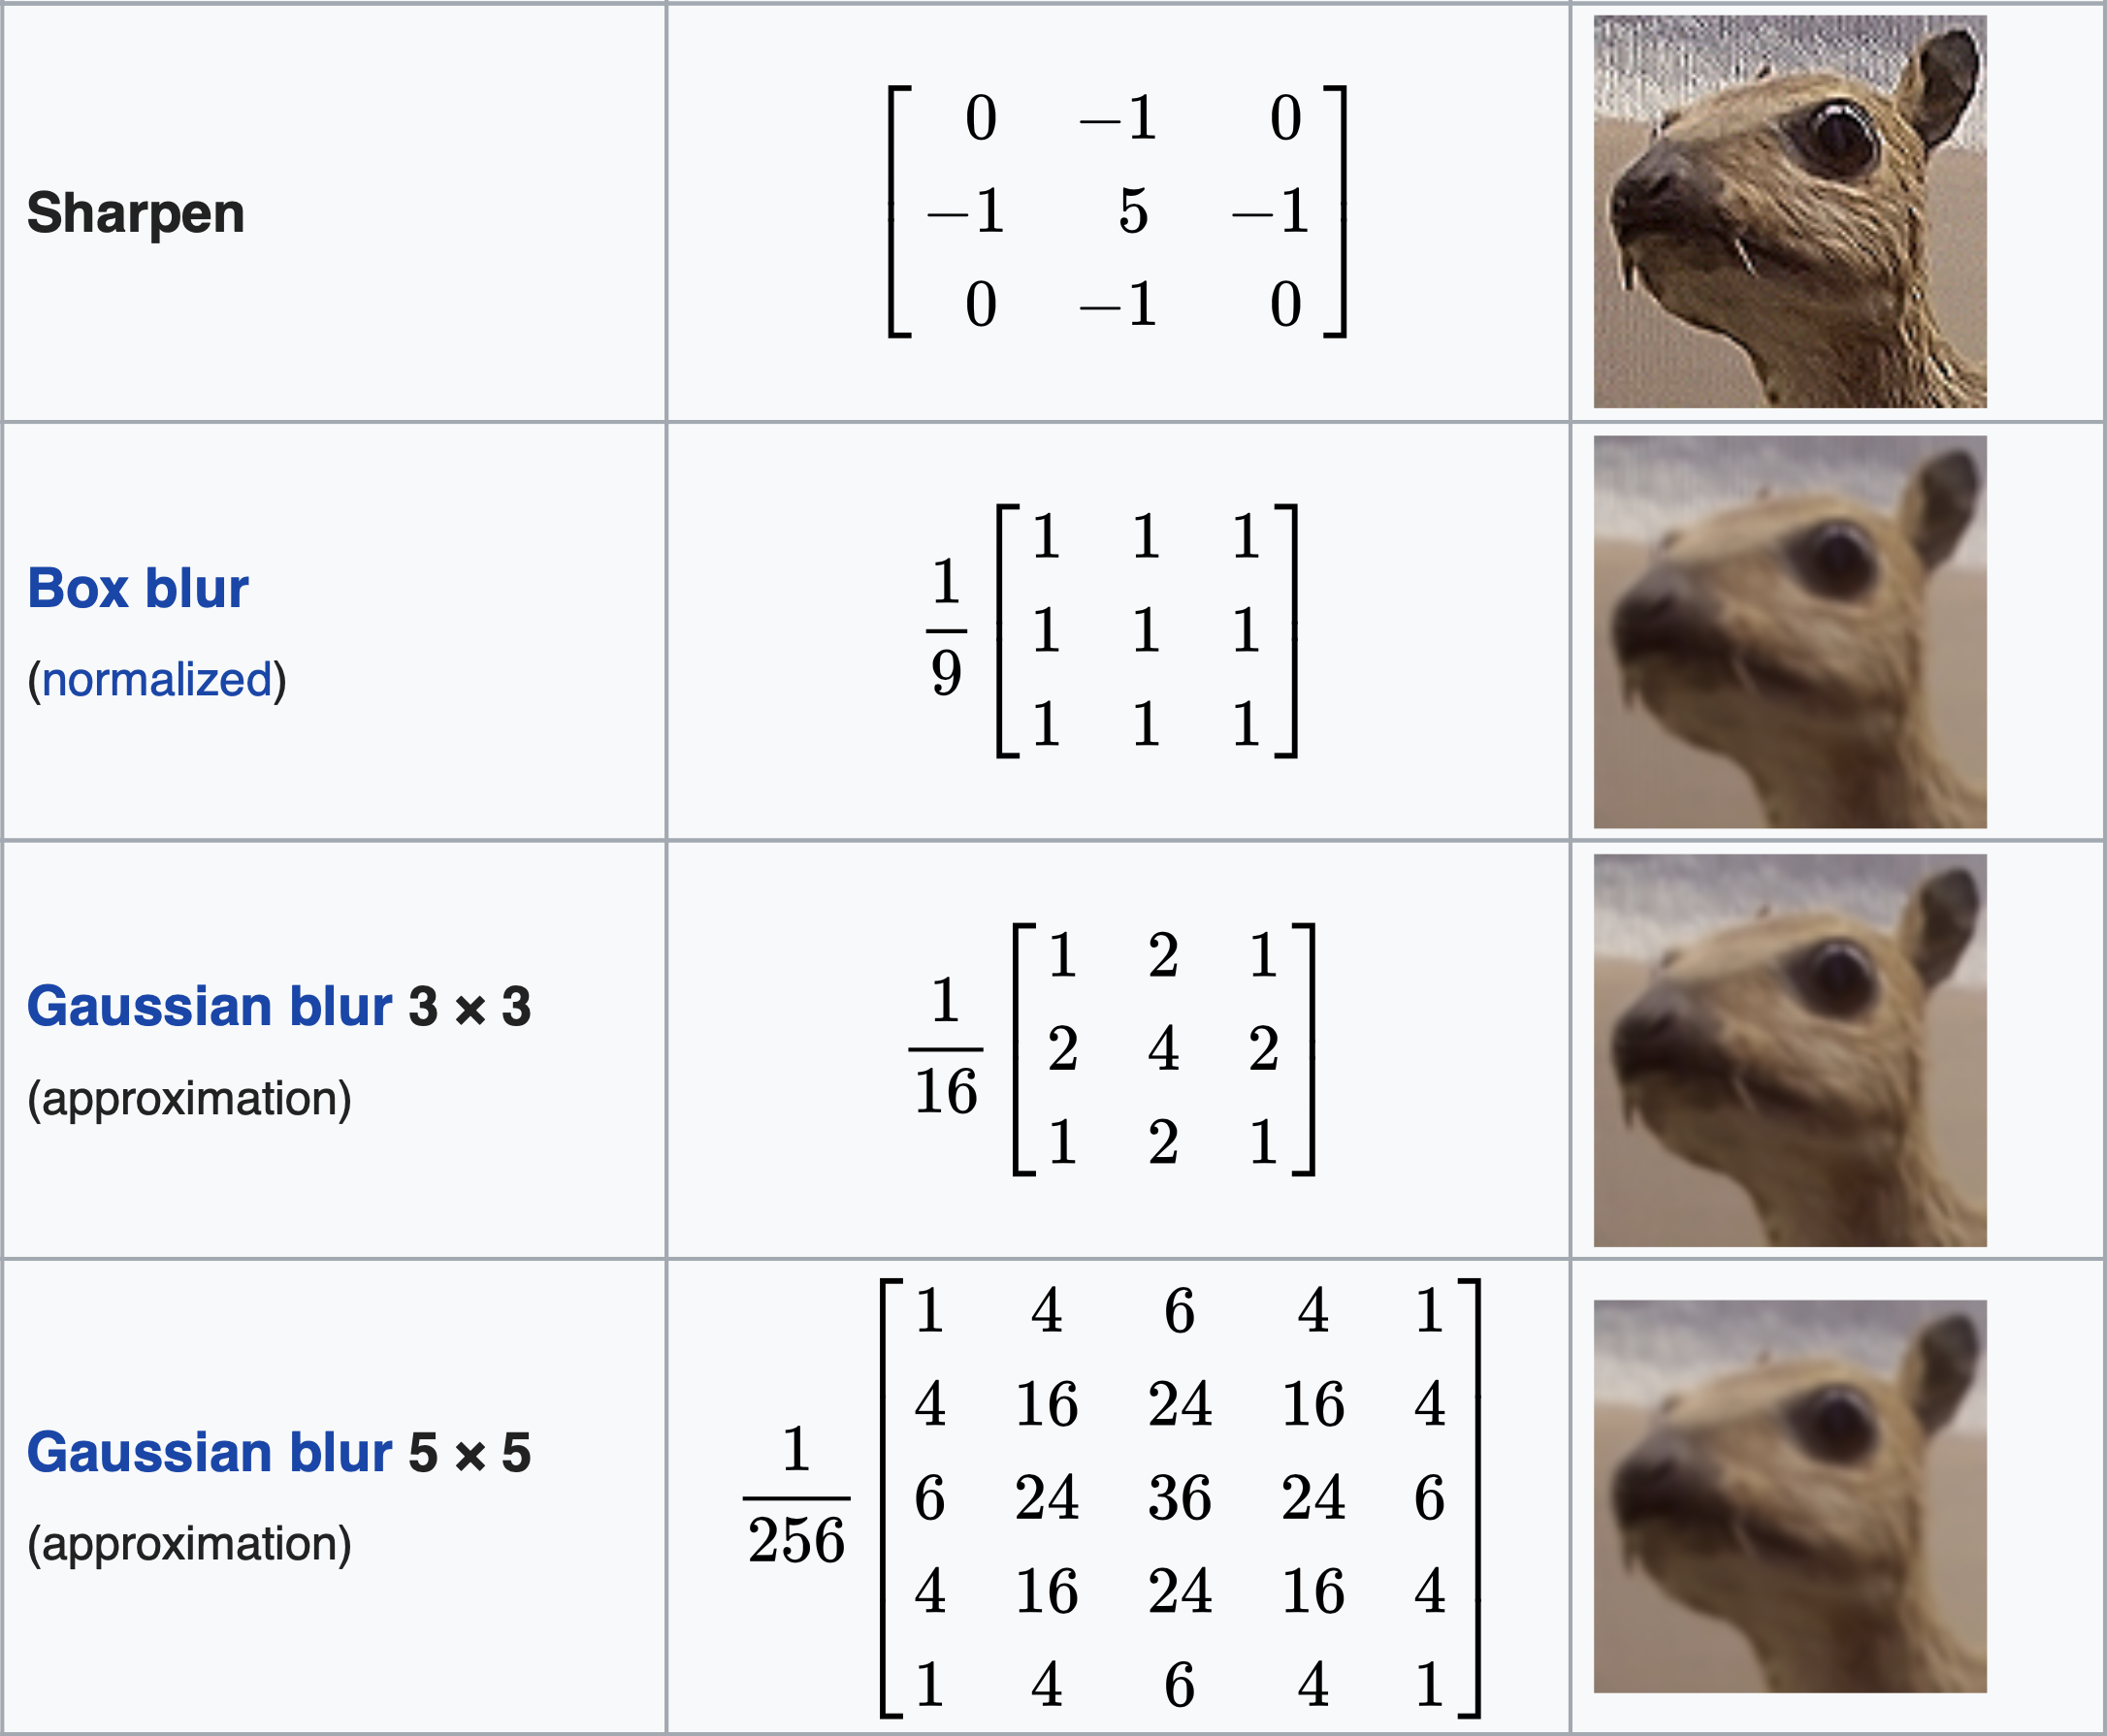 Sharpen
0 −1 0
−1 5 −1
0 −1 0
Box blur
(normalized)
1
9
1 1 1
1 1 1
1 1 1
Gaussian blur 3 × 3
(approximation)
1
16
1 2 1
2 4 2
1 2 1
Gaussian blur 5 × 5
(approximation)
1
256
1 4 6 4 1
4 16 24 16 4
6 24 36 24 6
4 16 24 16 4
1 4 6 4 1